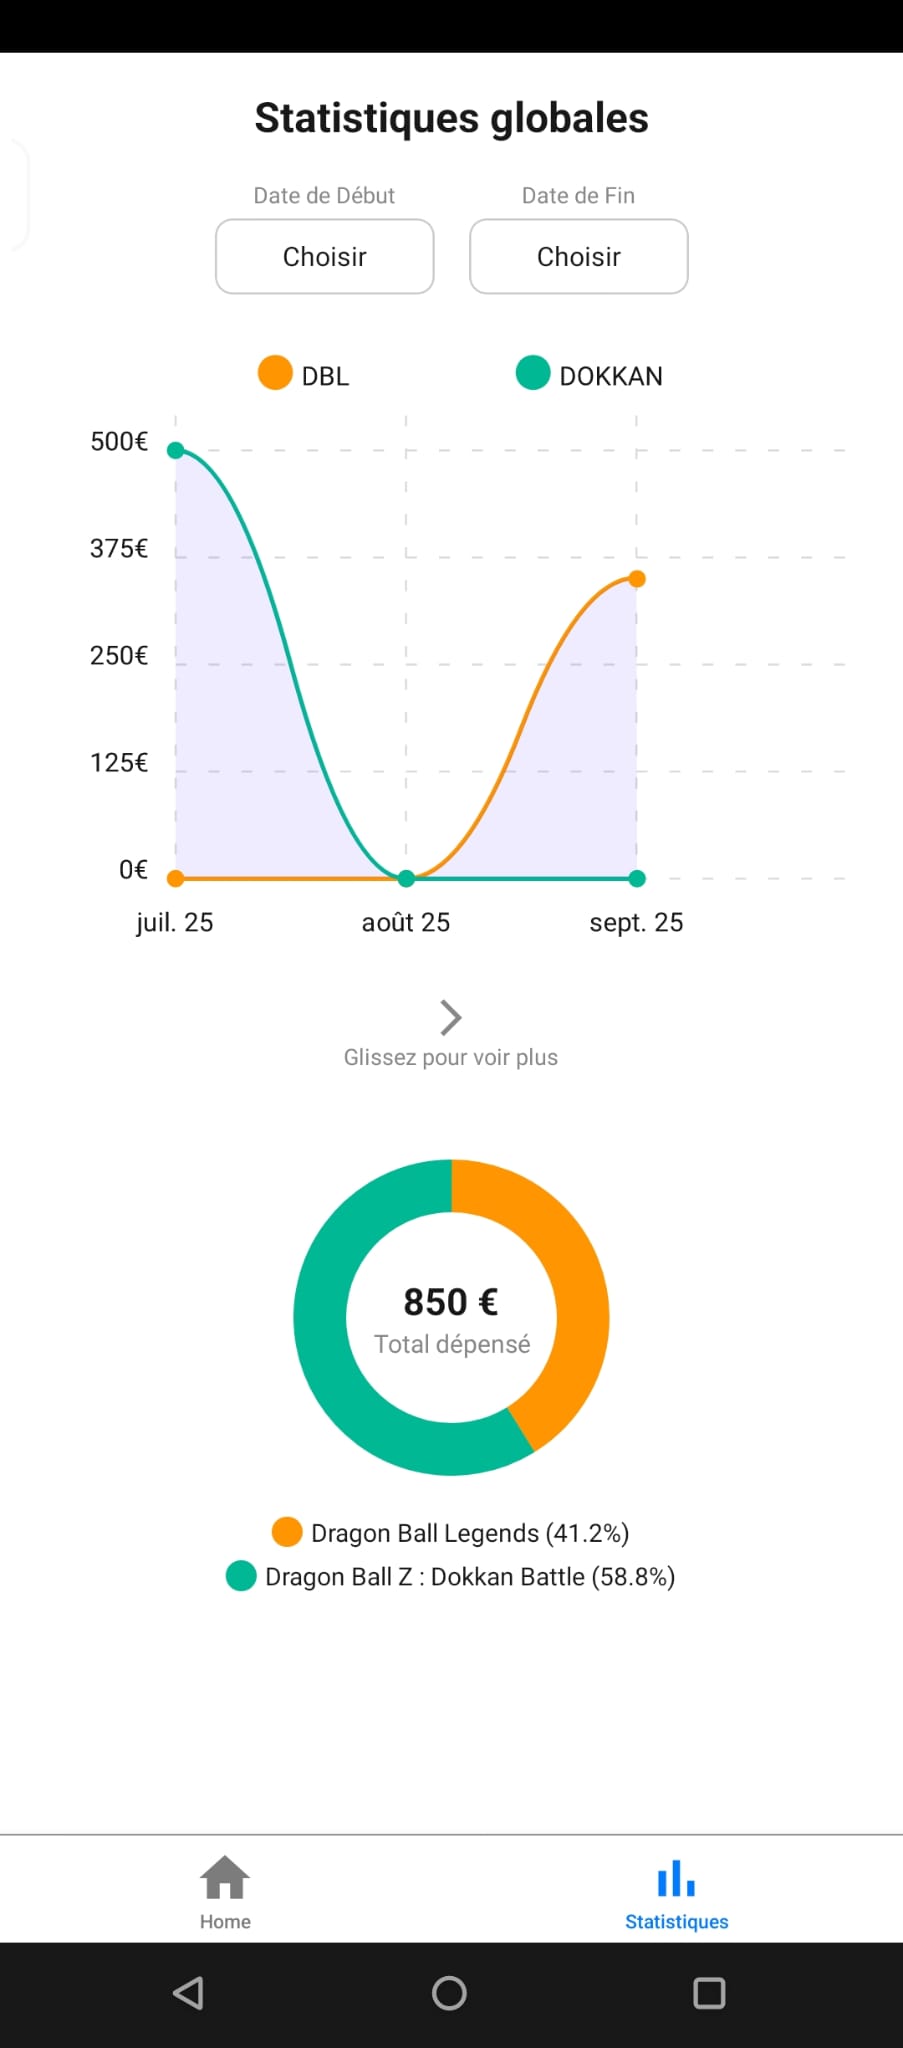 Statistiques globales
Date de Début
Date de Fin
Choisir
Choisir
DBL
DOKKAN
500€
375€
250€
125€
0€
juil. 25
août 25
sept. 25
Glissez pour voir plus
850 €
Total dépensé
Dragon Ball Legends (41.2%)
Dragon Ball Z : Dokkan Battle (58.8%)
Home
Statistiques